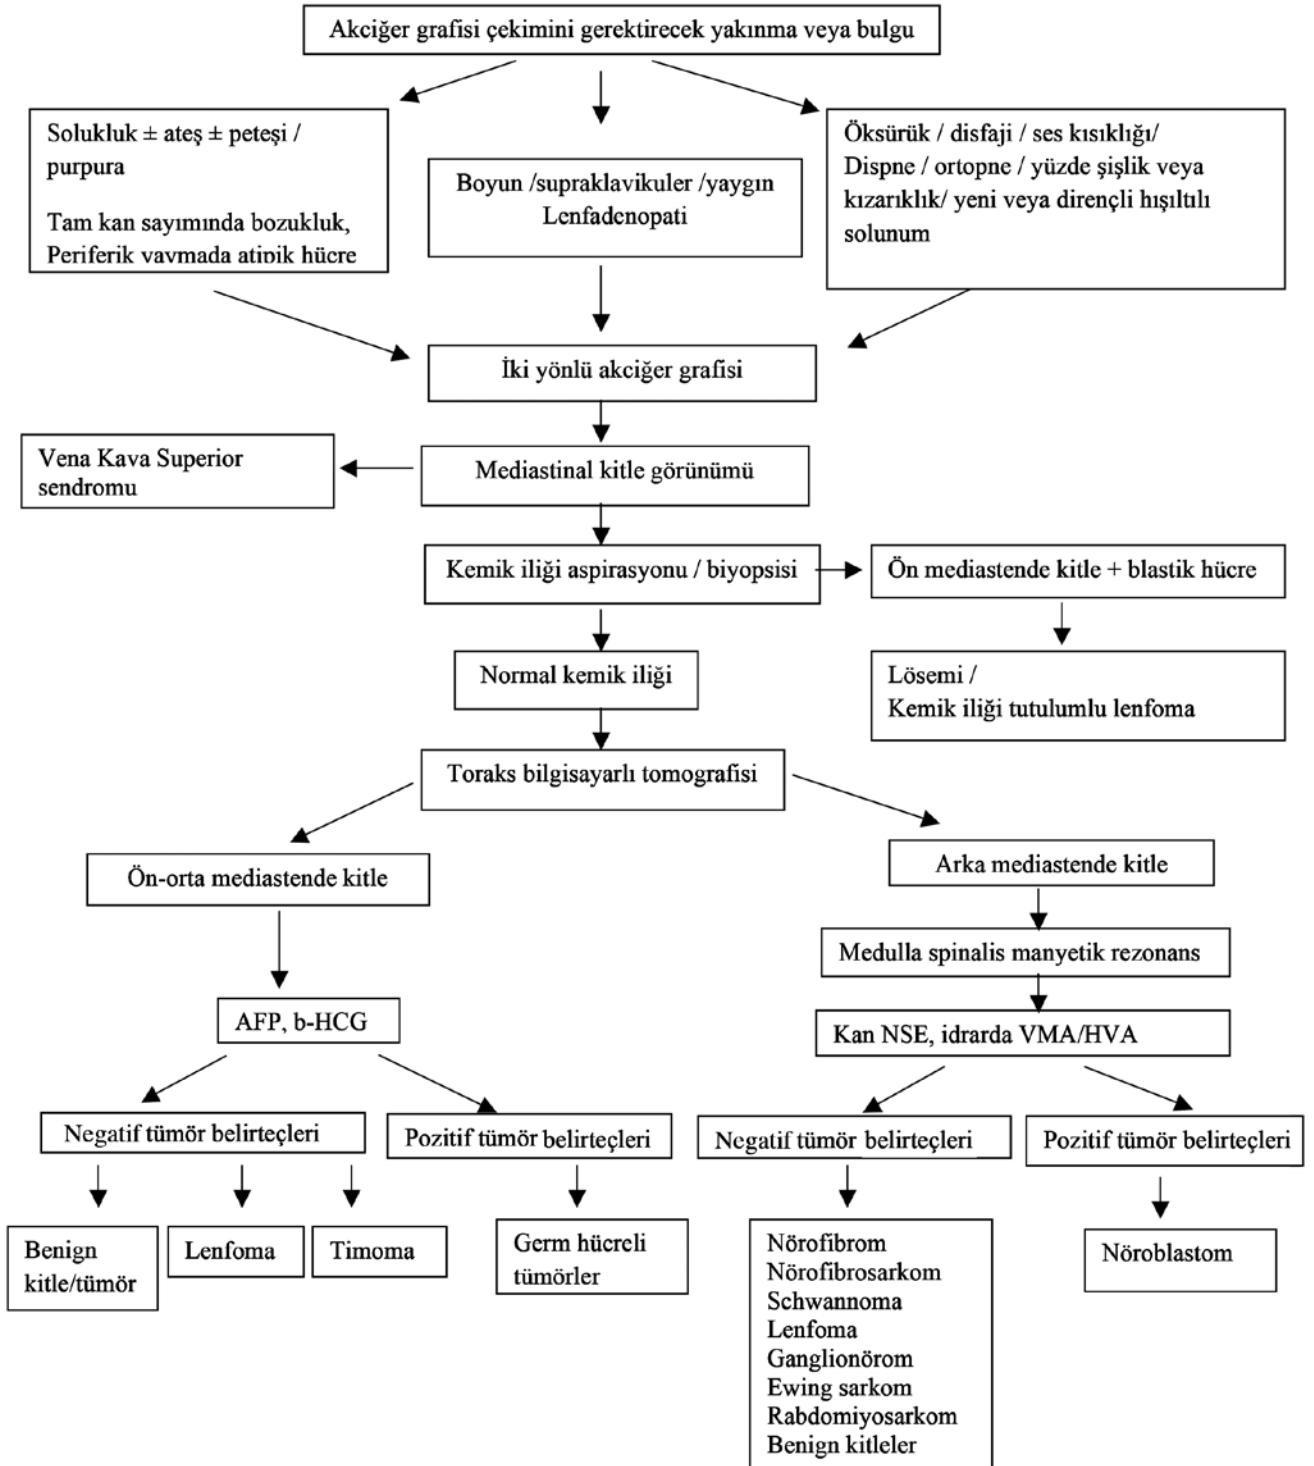 Akciğer grafisi çekimini gerektirecek yakınma veya bulgu
Solukluk ± ateş ± peteşi /
purpura
Tam kan sayımında bozukluk,
Periferik yaymada atipik hücre
Boyun /supraklavikuler /yaygın
Lenfadenopati
Öksürük / disfaji / ses kısıklığı/
Dispne / ortopne / yüzde şişlik veya
kızarıklık/ yeni veya dirençli hışıltılı
solunum
İki yönlü akciğer grafisi
Vena Kava Superior
sendromu
Mediastinal kitle görünümü
Kemik iliği aspirasyonu / biyopsisi
Ön mediastende kitle + blastik hücre
Normal kemik iliği
Lösemi /
Kemik iliği tutulumlu lenfoma
Toraks bilgisayarlı tomografisi
Ön-orta mediastende kitle
Arka mediastende kitle
Medulla spinalis manyetik rezonans
AFP, b-HCG
Kan NSE, idrarda VMA/HVA
Negatif tümör belirteçleri
Pozitif tümör belirteçleri
Negatif tümör belirteçleri
Pozitif tümör belirteçleri
Benign
kitle/tümör
Lenfoma
Timoma
Germ hücreli
tümörler
Nörofibrom
Nörofibrosarkom
Schwannoma
Lenfoma
Ganglionörom
Ewing sarkom
Rabdomiyosarkom
Benign kitleler
Nöroblastom